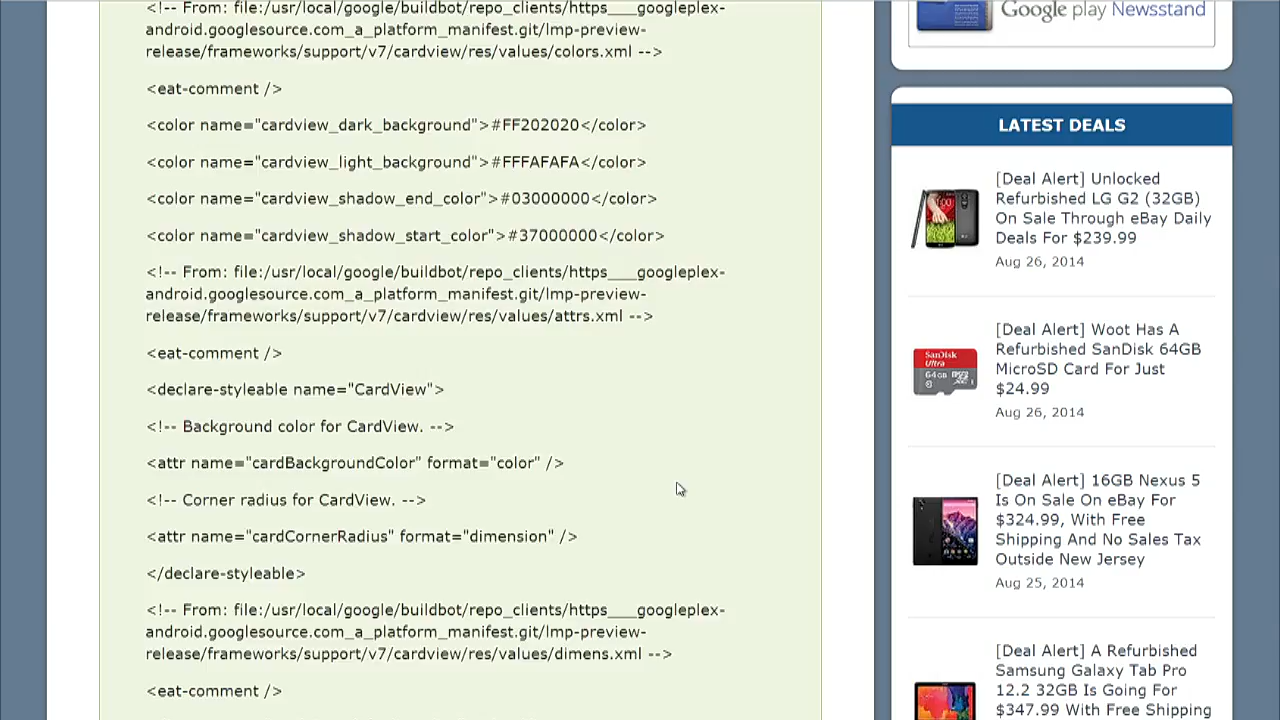 <!-- From: file:/usr/local/google/buildbot/repo_clients/https___googleplex-
android.googlesource.com_a_platform_manifest.git/lmp-preview-
release/frameworks/support/v7/cardview/res/values/colors.xml -->
<eat-comment />
<color name="cardview_dark_background">#FF202020</color>
<color name="cardview_light_background">#FFFAFAFA</color>
<color name="cardview_shadow_end_color">#03000000</color>
<color name="cardview_shadow_start_color">#37000000</color>
<!-- From: file:/usr/local/google/buildbot/repo_clients/https___googleplex-
android.googlesource.com_a_platform_manifest.git/lmp-preview-
release/frameworks/support/v7/cardview/res/values/attrs.xml -->
<eat-comment />
<declare-styleable name="CardView">
<!-- Background color for CardView. -->
<attr name="cardBackgroundColor" format="color" />
<!-- Corner radius for CardView. -->
<attr name="cardCornerRadius" format="dimension" />
</declare-styleable>
<!-- From: file:/usr/local/google/buildbot/repo_clients/https___googleplex-
android.googlesource.com_a_platform_manifest.git/lmp-preview-
release/frameworks/support/v7/cardview/res/values/dimens.xml -->
<eat-comment />
Google play Newsstand
LATEST DEALS
[Deal Alert] Unlocked
Refurbished LG G2 (32GB)
On Sale Through eBay Daily
Deals For $239.99
Aug 26, 2014
SanDisk
Ultra
64GB
[Deal Alert] Woot Has A
Refurbished SanDisk 64GB
MicroSD Card For Just
$24.99
Aug 26, 2014
[Deal Alert] 16GB Nexus 5
Is On Sale On eBay For
$324.99, With Free
Shipping And No Sales Tax
Outside New Jersey
Aug 25, 2014
[Deal Alert] A Refurbished
Samsung Galaxy Tab Pro
12.2 32GB Is Going For
$347.99 With Free Shipping